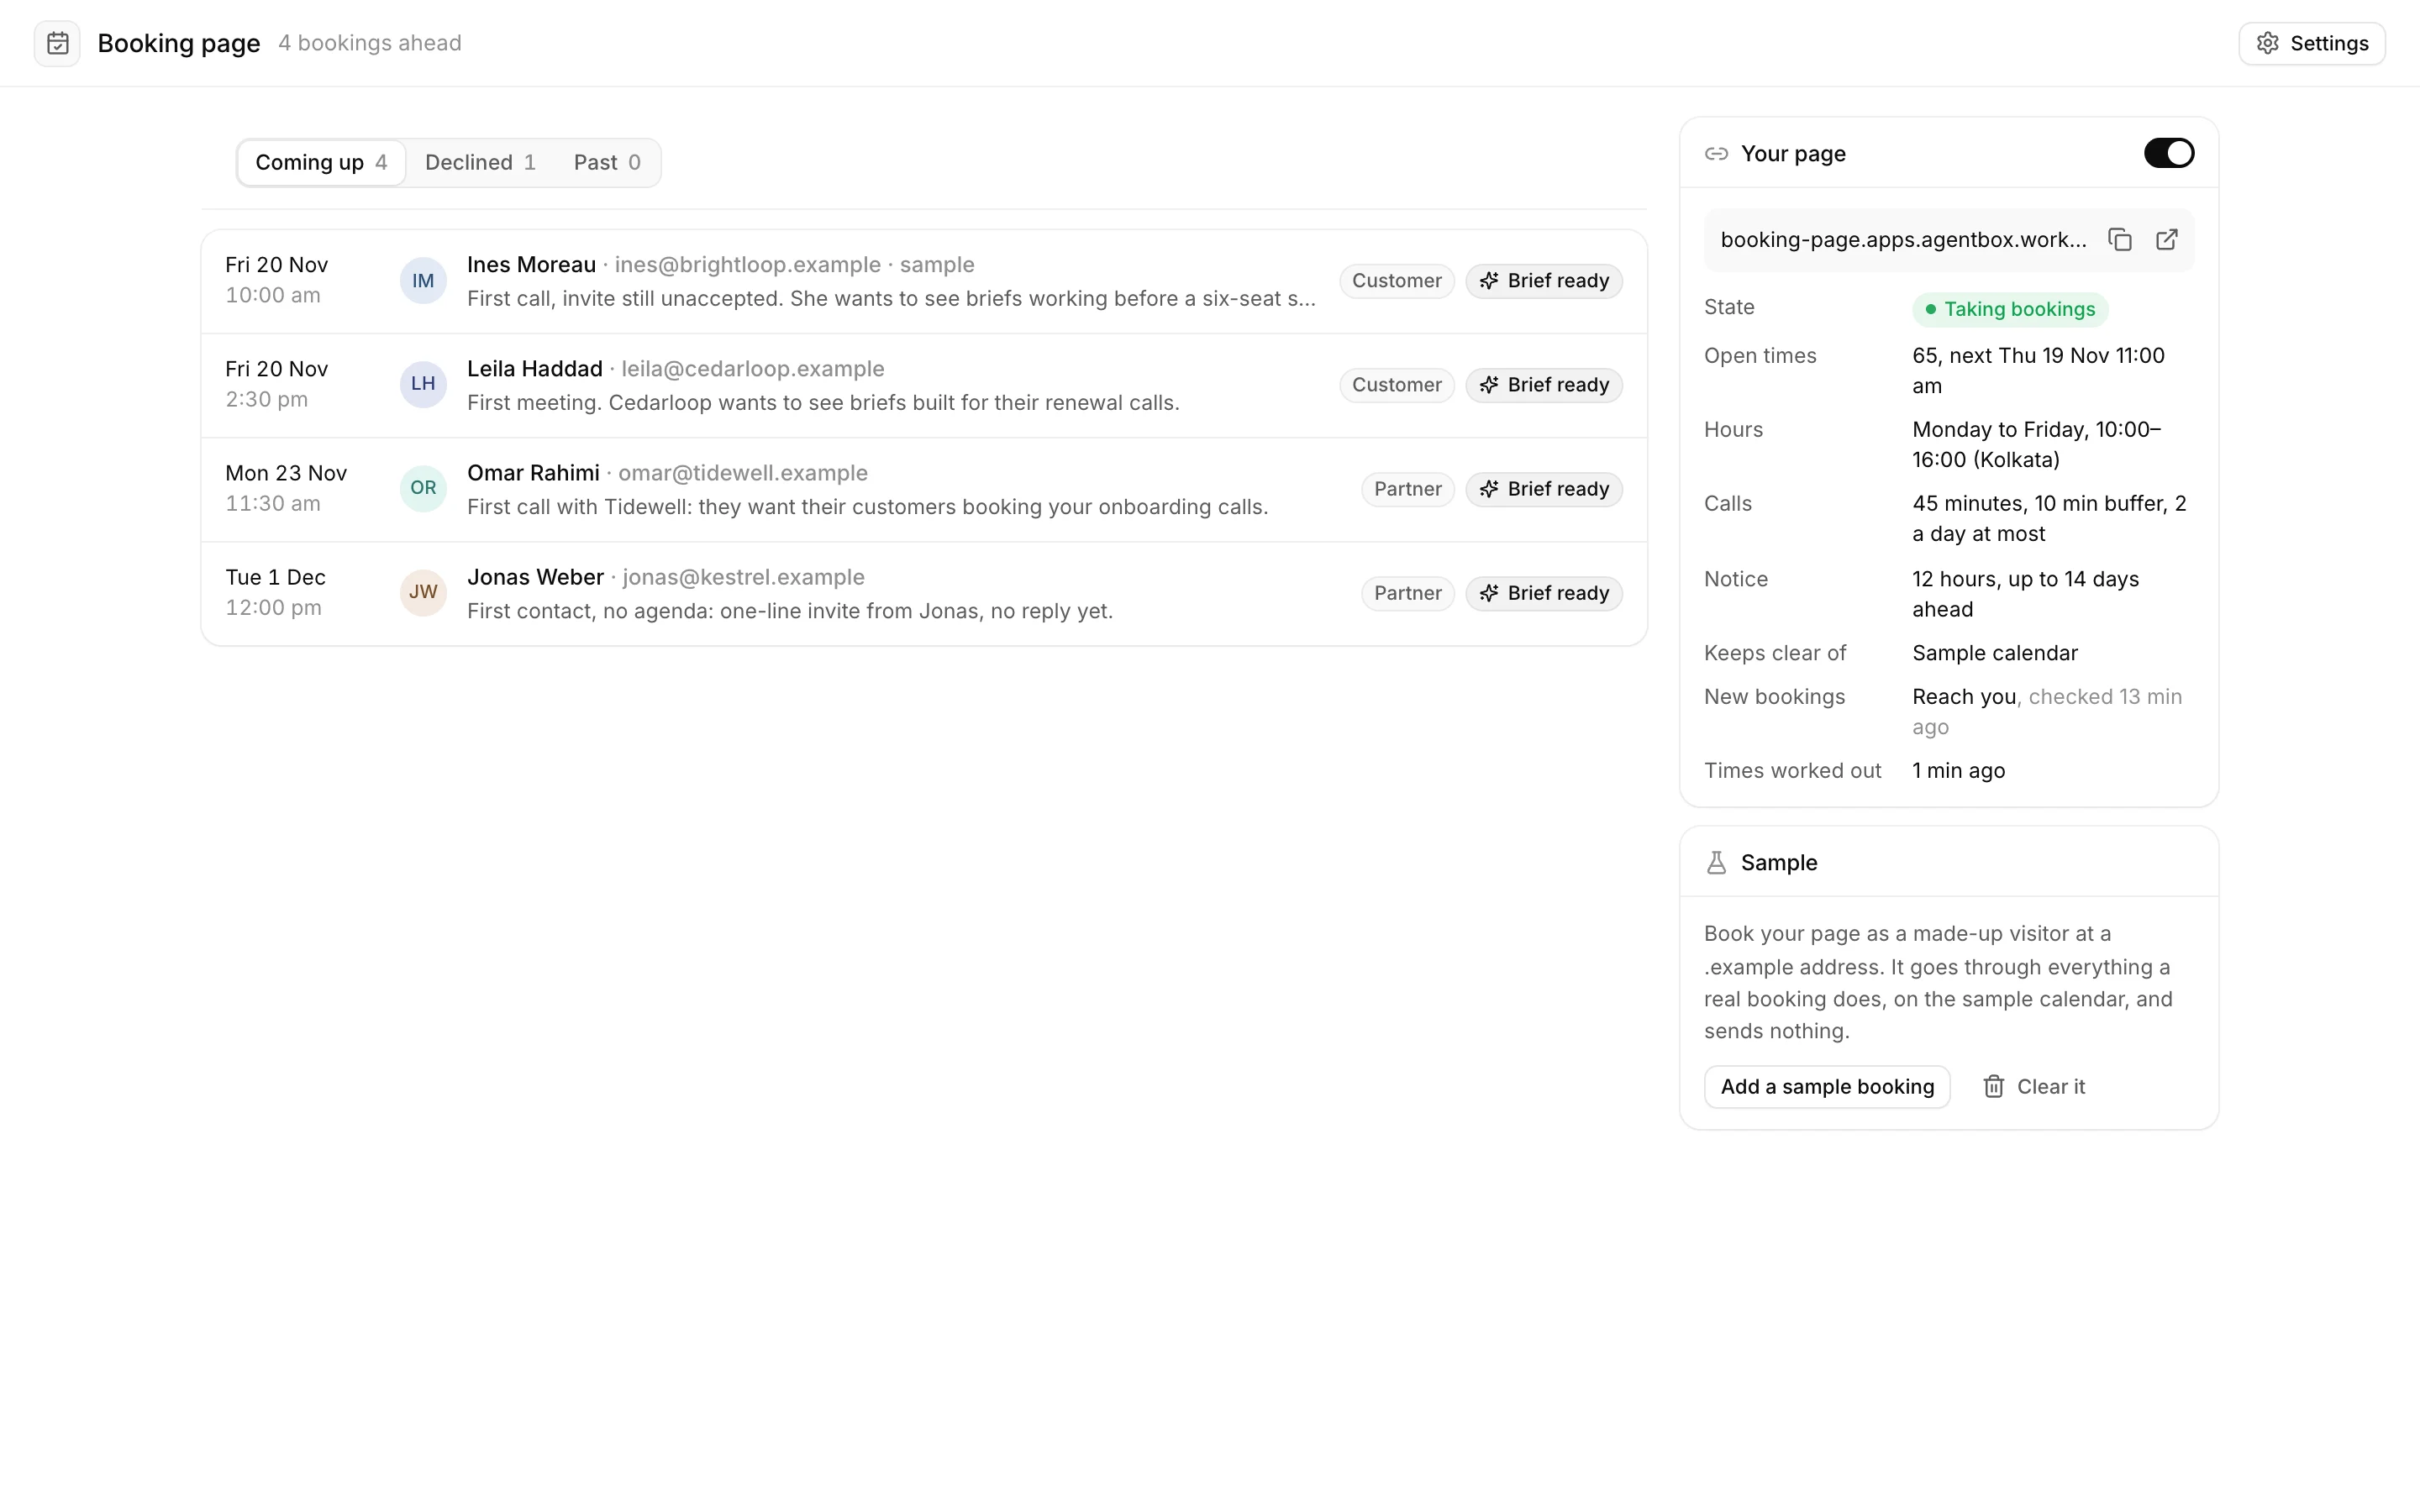 Booking page 4 bookings ahead
Settings
Coming up 4 Declined 1 Past 0
Fri 20 Nov
10:00 am
IM
Ines Moreau · ines@brightloop.example · sample
First call, invite still unaccepted. She wants to see briefs working before a six-seat s...
Customer
Brief ready
Fri 20 Nov
2:30 pm
LH
Leila Haddad · leila@cedarloop.example
First meeting. Cedarloop wants to see briefs built for their renewal calls.
Customer
Brief ready
Mon 23 Nov
11:30 am
OR
Omar Rahimi · omar@tidewell.example
First call with Tidewell: they want their customers booking your onboarding calls.
Partner
Brief ready
Tue 1 Dec
12:00 pm
JW
Jonas Weber · jonas@kestrel.example
First contact, no agenda: one-line invite from Jonas, no reply yet.
Partner
Brief ready
Your page
booking-page.apps.agentbox.work...
State
Taking bookings
Open times
65, next Thu 19 Nov 11:00
am
Hours
Monday to Friday, 10:00–
16:00 (Kolkata)
Calls
45 minutes, 10 min buffer, 2
a day at most
Notice
12 hours, up to 14 days
ahead
Keeps clear of
Sample calendar
New bookings
Reach you, checked 13 min
ago
Times worked out
1 min ago
Sample
Book your page as a made-up visitor at a
.example address. It goes through everything a
real booking does, on the sample calendar, and
sends nothing.
Add a sample booking
Clear it